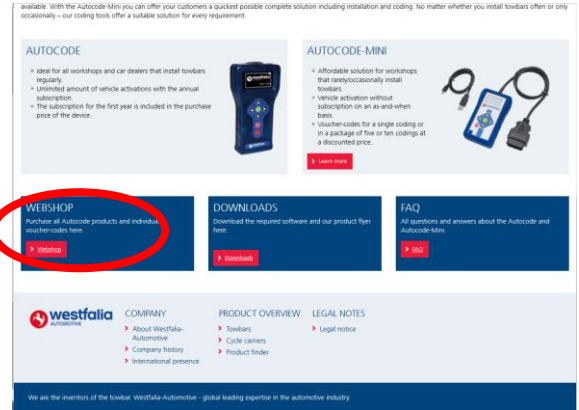 available. With the Autocode-Mini you can offer your customers a quickest possible complete solution including installation and coding. No matter whether you install towbars often or only
occasionally – our coding tools offer a suitable solution for every requirement.
AUTOCODE
Ideal for all workshops and car dealers that install towbars
regularly.
Unlimited amount of vehicle activations with the annual
subscription.
The subscription for the first year is included in the purchase
price of the device.
westfalia
AUTOCODE-MINI
Affordable solution for workshops
that rarely/occasionally install
towbars.
Vehicle activation without
subscription on an as-and-when
basis.
Voucher-codes for a single coding or
in a package of five or ten codings at
a discounted price.
Learn more
WEBSHOP
Purchase all Autocode products and individual
voucher-codes here.
Webshop
DOWNLOADS
Download the required software and our product flyer
here.
Downloads
FAQ
All questions and answers about the Autocode and
Autocode-Mini.
FAQ
westfalia
AUTOMOTIVE
COMPANY
About Westfalia-
Automotive
Company history
International presence
PRODUCT OVERVIEW
Towbars
Cycle carriers
Product finder
LEGAL NOTES
Legal notice
We are the inventors of the towbar. Westfalia-Automotive - global leading expertise in the automotive industry.